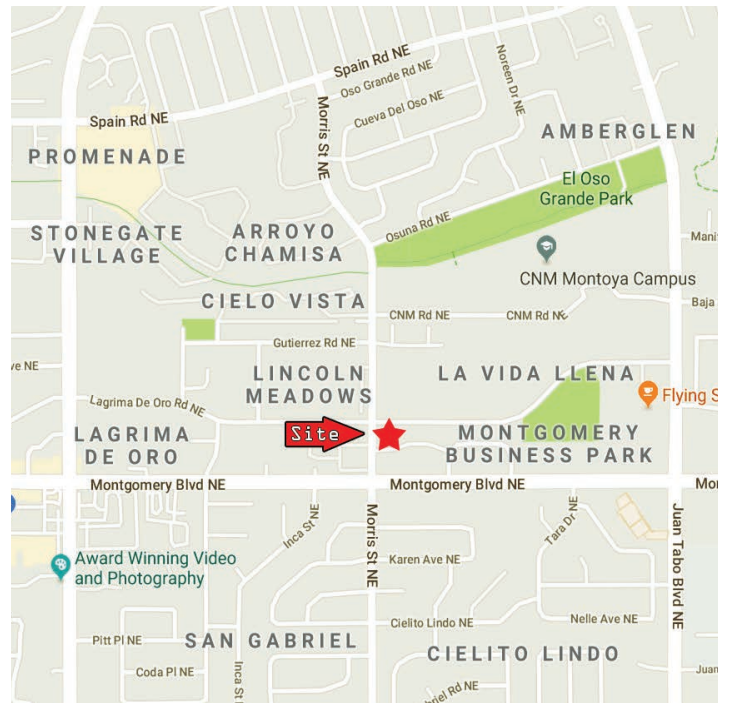 Spain Rd NE
Oso Grande Rd NE
Noreen Dr NE
Cueva Del Oso NE
Morris St NE
Spain Rd NE
AMBERGLEN
PROMENADE
El Oso
Grande Park
Osuna Rd NE
STONEGATE
VILLAGE
ARROYO
CHAMISA
Mani
CNM Montoya Campus
CIELO VISTA
Baja
CNM Rd NE
CNM Rd NE
Gutierrez Rd NE
ve NE
LINCOLN
MEADOWS
LA VIDA LLENA
Flying S
Lagrima De Oro Rd NE
Site
LAGRIMA
DE ORO
MONTGOMERY
BUSINESS PARK
Montgomery Blvd NE
Montgomery Blvd NE
Mon
Inca St NE
Morris St NE
Tara Dr NE
Juan Tabo Blvd NE
Award Winning Video
and Photography
Karen Ave NE
Cielito Lindo NE
Nelle Ave NE
Pitt Pl NE
SAN GABRIEL
CIELITO LINDO
Coda Pl NE
Inca St
Juan
riel Rd NE